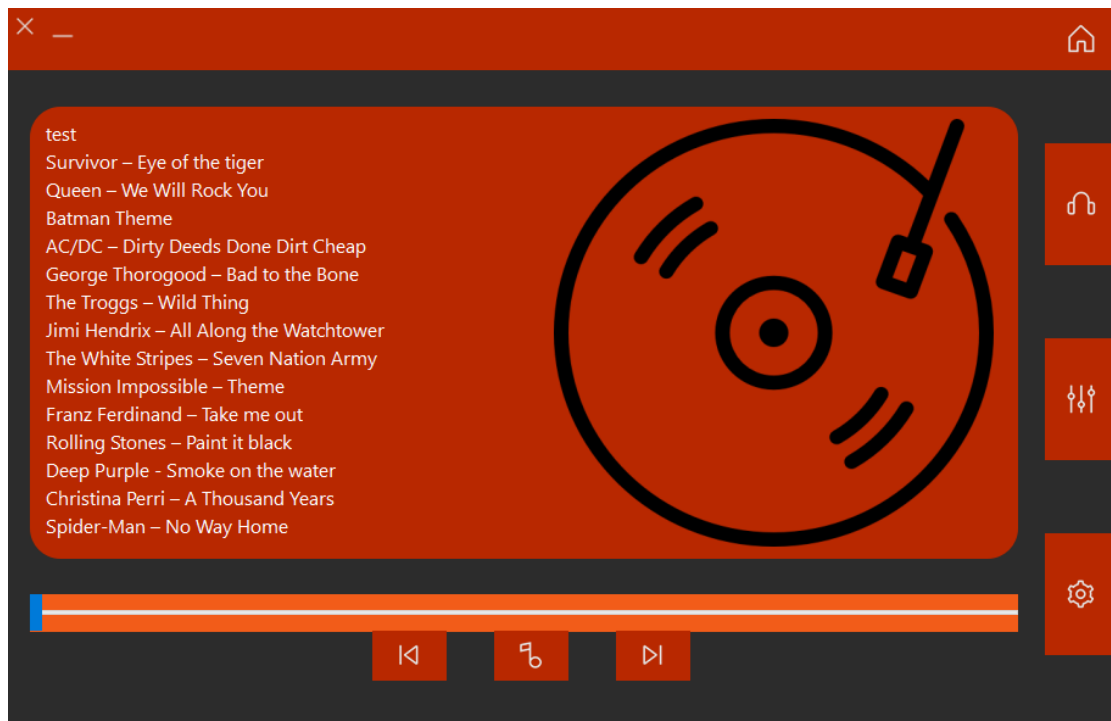 test
Survivor – Eye of the tiger
Queen – We Will Rock You
Batman Theme
AC/DC – Dirty Deeds Done Dirt Cheap
George Thorogood – Bad to the Bone
The Troggs – Wild Thing
Jimi Hendrix – All Along the Watchtower
The White Stripes – Seven Nation Army
Mission Impossible – Theme
Franz Ferdinand – Take me out
Rolling Stones – Paint it black
Deep Purple - Smoke on the water
Christina Perri – A Thousand Years
Spider-Man – No Way Home